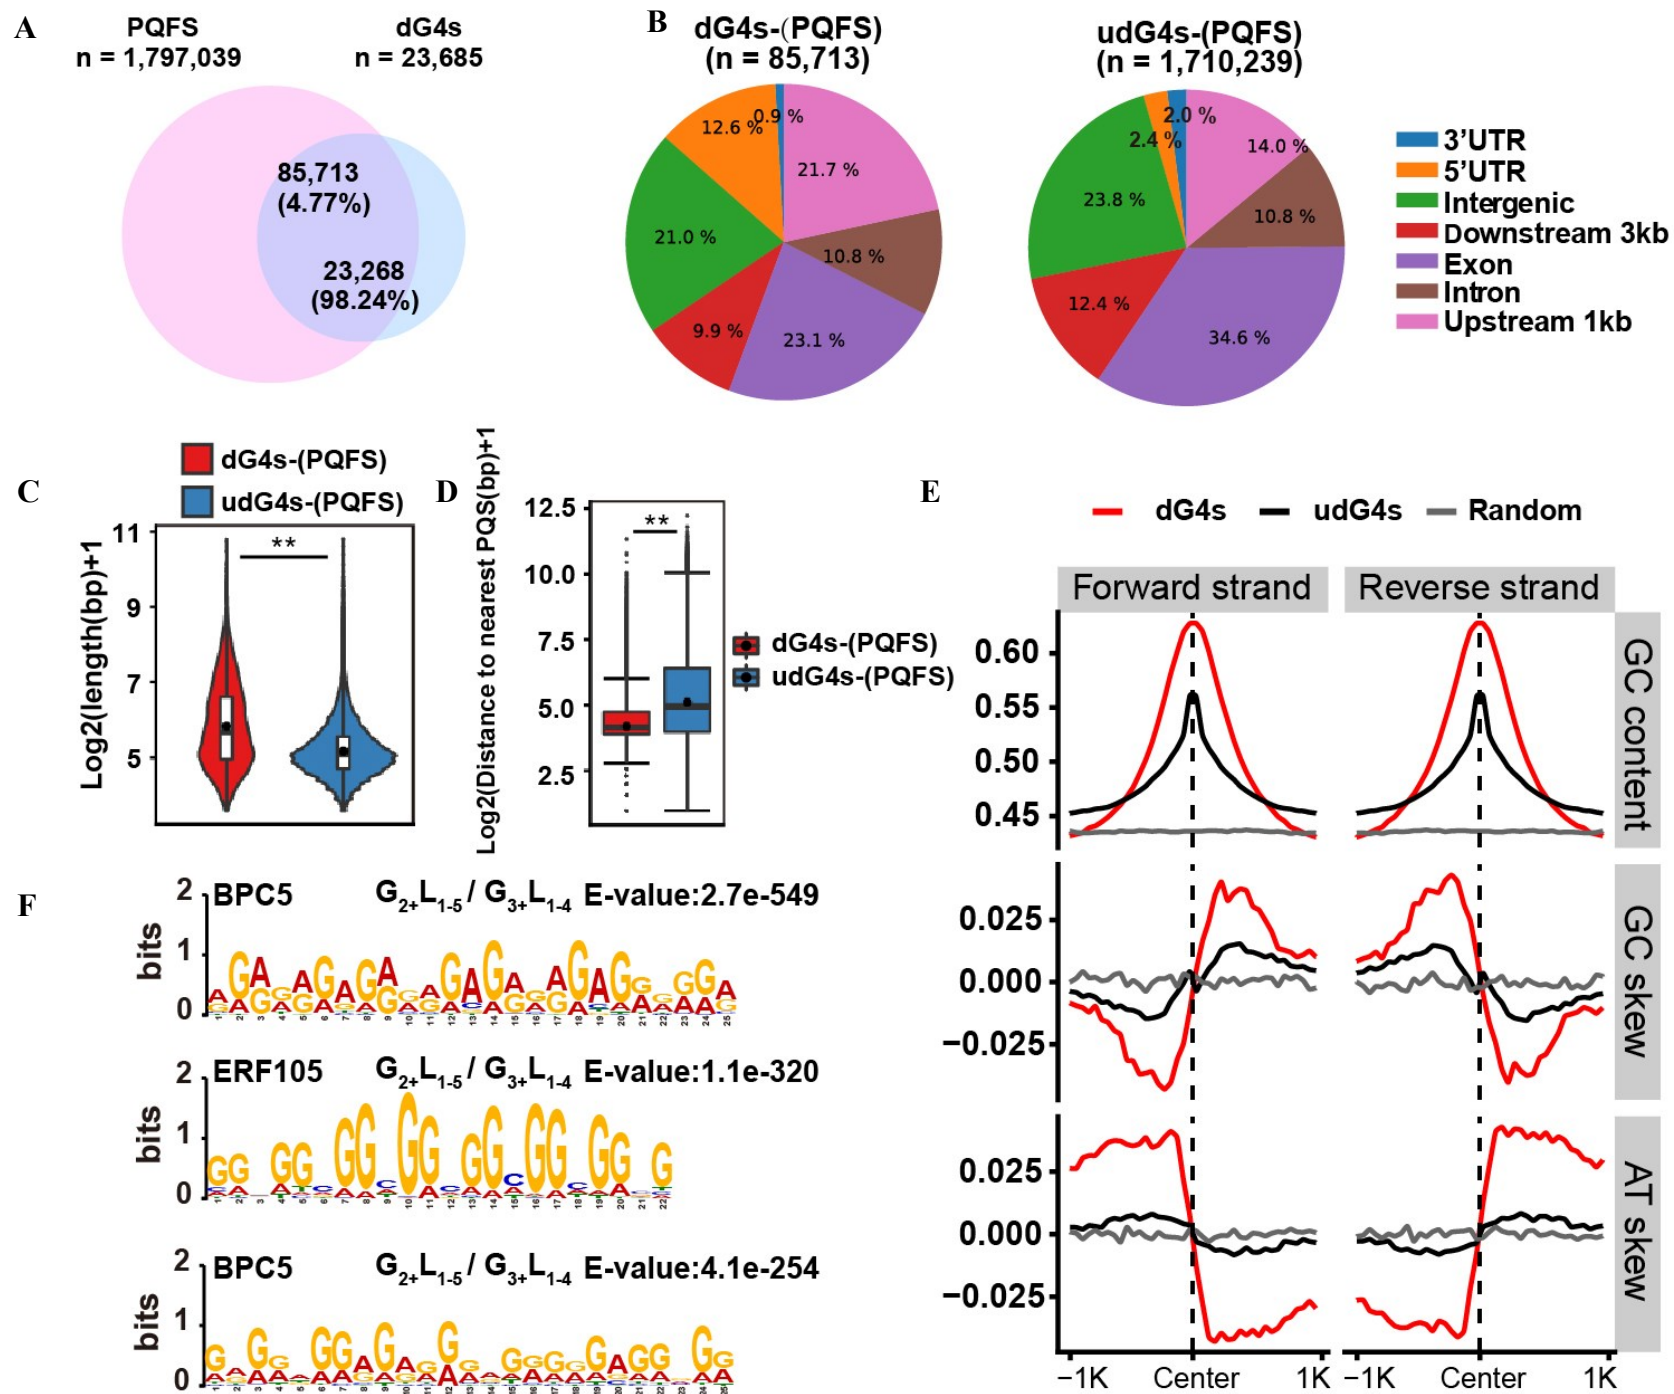 A
PQFS
n = 1,797,039
dG4s
n = 23,685
85,713
(4.77%)
23,268
(98.24%)
B
dG4s-(PQFS)
(n = 85,713)
0.9 %
12.6 %
21.7 %
21.0 %
10.8 %
9.9 %
23.1 %
udG4s-(PQFS)
(n = 1,710,239)
2.0 %
2.4 %
14.0 %
23.8 %
10.8 %
12.4 %
34.6 %
3'UTR
5'UTR
Intergenic
Downstream 3kb
Exon
Intron
Upstream 1kb
C
dG4s-(PQFS)
udG4s-(PQFS)
Log2(length(bp)+1
11
9
7
5
**
D
Log2(Distance to nearest PQS(bp)+1
12.5
10.0
7.5
5.0
2.5
**
dG4s-(PQFS)
udG4s-(PQFS)
E
dG4s udG4s Random
Forward strand Reverse strand
0.60
0.55
0.50
0.45
GC content
0.025
0.000
−0.025
GC skew
0.025
0.000
−0.025
AT skew
−1K Center 1K −1K Center 1K
F
BPC5 G2+L1-5 / G3+L1-4 E-value:2.7e-549
bits
2
1
0
ERF105 G2+L1-5 / G3+L1-4 E-value:1.1e-320
bits
2
1
0
BPC5 G2+L1-5 / G3+L1-4 E-value:4.1e-254
bits
2
1
0